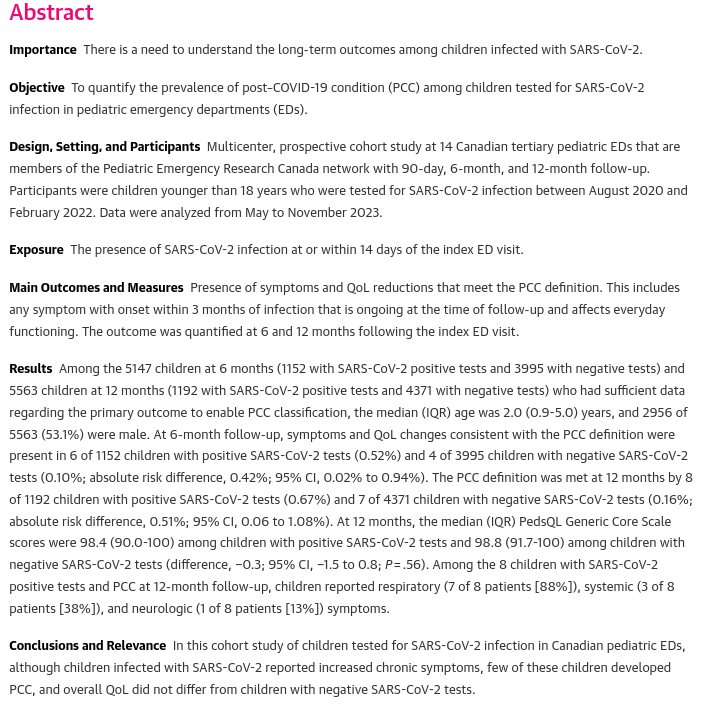 Abstract
Importance There is a need to understand the long-term outcomes among children infected with SARS-CoV-2.
Objective To quantify the prevalence of post–COVID-19 condition (PCC) among children tested for SARS-CoV-2
infection in pediatric emergency departments (EDs).
Design, Setting, and Participants Multicenter, prospective cohort study at 14 Canadian tertiary pediatric EDs that are
members of the Pediatric Emergency Research Canada network with 90-day, 6-month, and 12-month follow-up.
Participants were children younger than 18 years who were tested for SARS-CoV-2 infection between August 2020 and
February 2022. Data were analyzed from May to November 2023.
Exposure The presence of SARS-CoV-2 infection at or within 14 days of the index ED visit.
Main Outcomes and Measures Presence of symptoms and QoL reductions that meet the PCC definition. This includes
any symptom with onset within 3 months of infection that is ongoing at the time of follow-up and affects everyday
functioning. The outcome was quantified at 6 and 12 months following the index ED visit.
Results Among the 5147 children at 6 months (1152 with SARS-CoV-2 positive tests and 3995 with negative tests) and
5563 children at 12 months (1192 with SARS-CoV-2 positive tests and 4371 with negative tests) who had sufficient data
regarding the primary outcome to enable PCC classification, the median (IQR) age was 2.0 (0.9-5.0) years, and 2956 of
5563 (53.1%) were male. At 6-month follow-up, symptoms and QoL changes consistent with the PCC definition were
present in 6 of 1152 children with positive SARS-CoV-2 tests (0.52%) and 4 of 3995 children with negative SARS-CoV-2
tests (0.10%; absolute risk difference, 0.42%; 95% CI, 0.02% to 0.94%). The PCC definition was met at 12 months by 8
of 1192 children with positive SARS-CoV-2 tests (0.67%) and 7 of 4371 children with negative SARS-CoV-2 tests (0.16%;
absolute risk difference, 0.51%; 95% CI, 0.06 to 1.08%). At 12 months, the median (IQR) PedsQL Generic Core Scale
scores were 98.4 (90.0-100) among children with positive SARS-CoV-2 tests and 98.8 (91.7-100) among children with
negative SARS-CoV-2 tests (difference, −0.3; 95% CI, −1.5 to 0.8; P = .56). Among the 8 children with SARS-CoV-2
positive tests and PCC at 12-month follow-up, children reported respiratory (7 of 8 patients [88%]), systemic (3 of 8
patients [38%]), and neurologic (1 of 8 patients [13%]) symptoms.
Conclusions and Relevance In this cohort study of children tested for SARS-CoV-2 infection in Canadian pediatric EDs,
although children infected with SARS-CoV-2 reported increased chronic symptoms, few of these children developed
PCC, and overall QoL did not differ from children with negative SARS-CoV-2 tests.